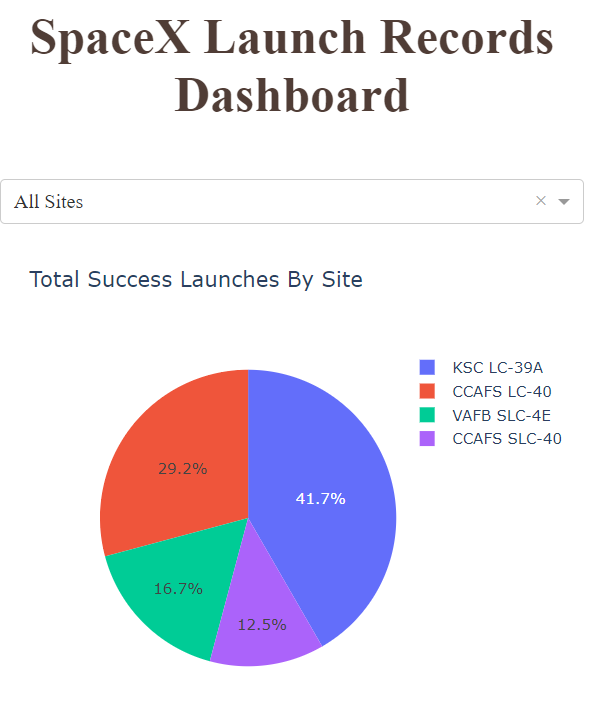 SpaceX Launch Records
Dashboard
All Sites ×
Total Success Launches By Site
KSC LC-39A
CCAFS LC-40
VAFB SLC-4E
CCAFS SLC-40
29.2%
41.7%
16.7%
12.5%